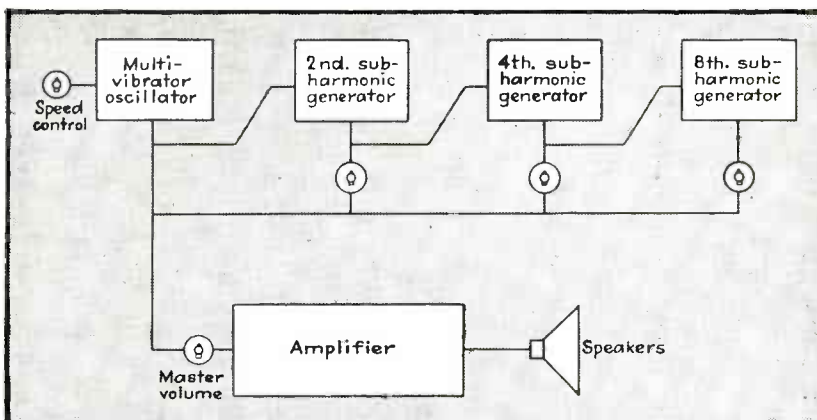 Multi-
vibrator
oscillator
Speed
control
2nd. sub-
harmonic
generator
4th. sub-
harmonic
generator
8th. sub-
harmonic
generator
Amplifier
Master
volume
Speakers